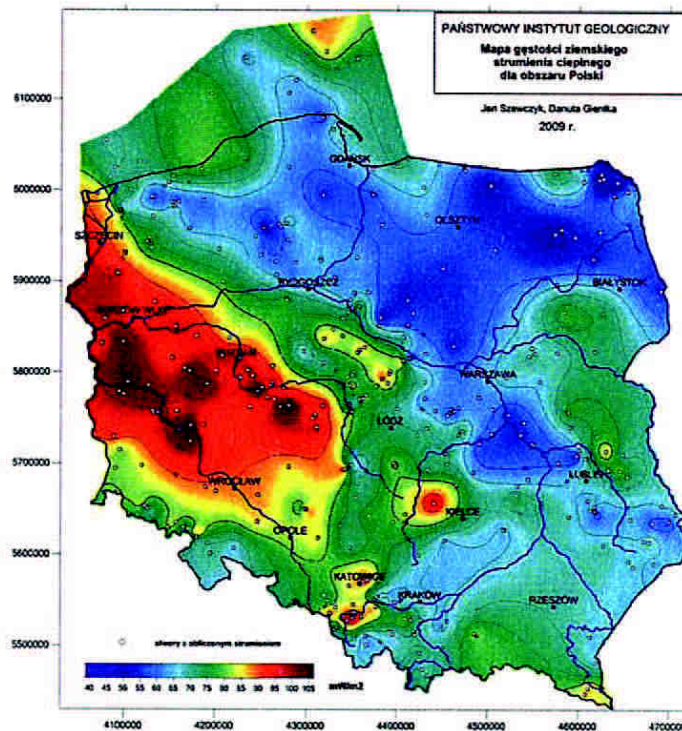 PAŃSTWOWY INSTYTUT GEOLOGICZNY
Mapa gęstości ziemskiego
strumienia cieplnego
dla obszaru Polski
Jan Szewczyk, Danuta Gientka
2009 r.
6100000
6000000
5900000
5800000
5700000
5600000
5500000
GDAŃSK
OLSZTYN
SZCZECIN
BYDGOSZCZ
BIAŁYSTOK
WARSZAWA
ŁÓDŹ
LUBLIN
WROCŁAW
KIELCE
OPOLE
KATOWICE
KRAKÓW
RZESZÓW
otwory z obliczonym strumieniem
40 45 50 55 60 65 70 75 80 85 90 95 100 105
mW/m2
4100000 4200000 4300000 4400000 4500000 4600000 4700000